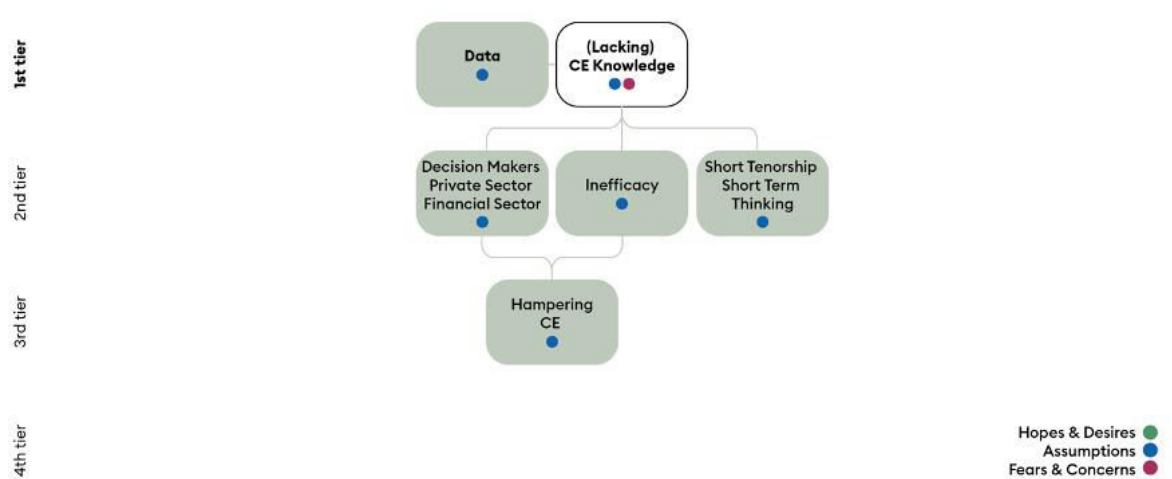 1st tier
Data
(Lacking)
CE Knowledge
2nd tier
Decision Makers
Private Sector
Financial Sector
Inefficacy
Short Tenorship
Short Term
Thinking
3rd tier
Hampering
CE
4th tier
Hopes & Desires
Assumptions
Fears & Concerns